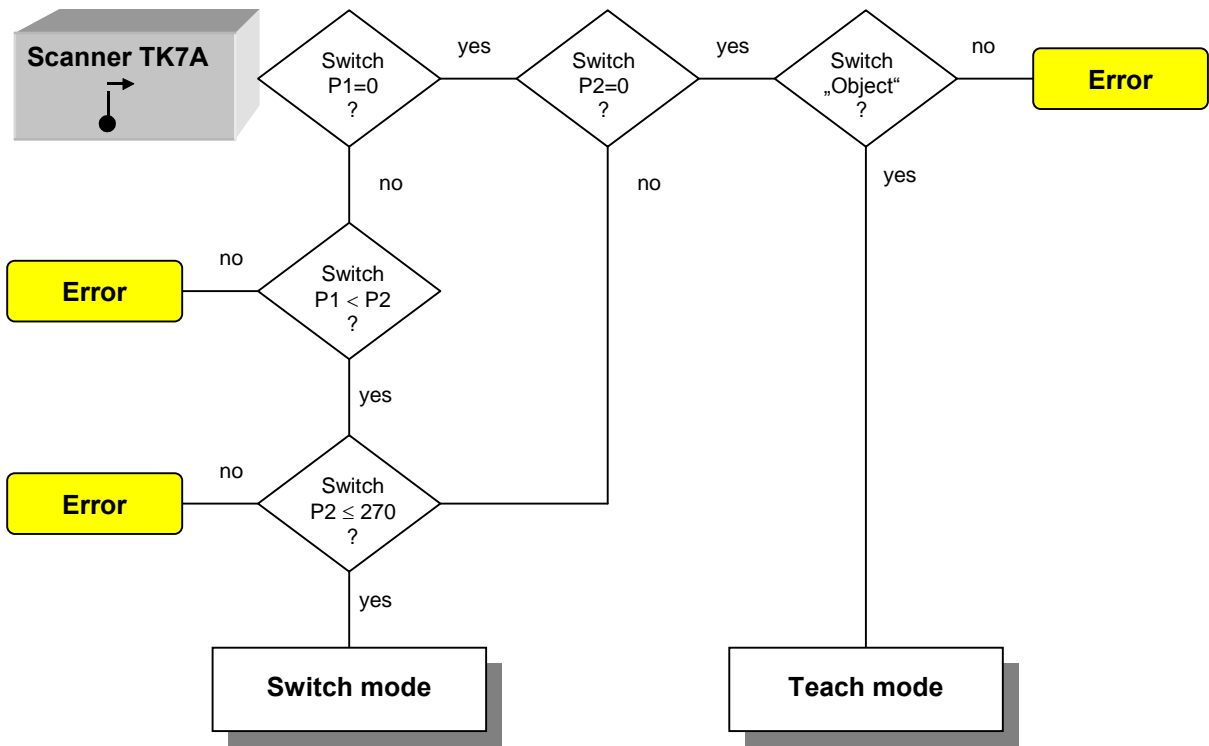 Scanner TK7A
Switch
P1=0
?
yes
Switch
P2=0
?
yes
Switch
„Object“
?
no
Error
no
no
yes
Error
no
Switch
P1 < P2
?
yes
Error
no
Switch
P2 ≤ 270
?
yes
Switch mode
Teach mode